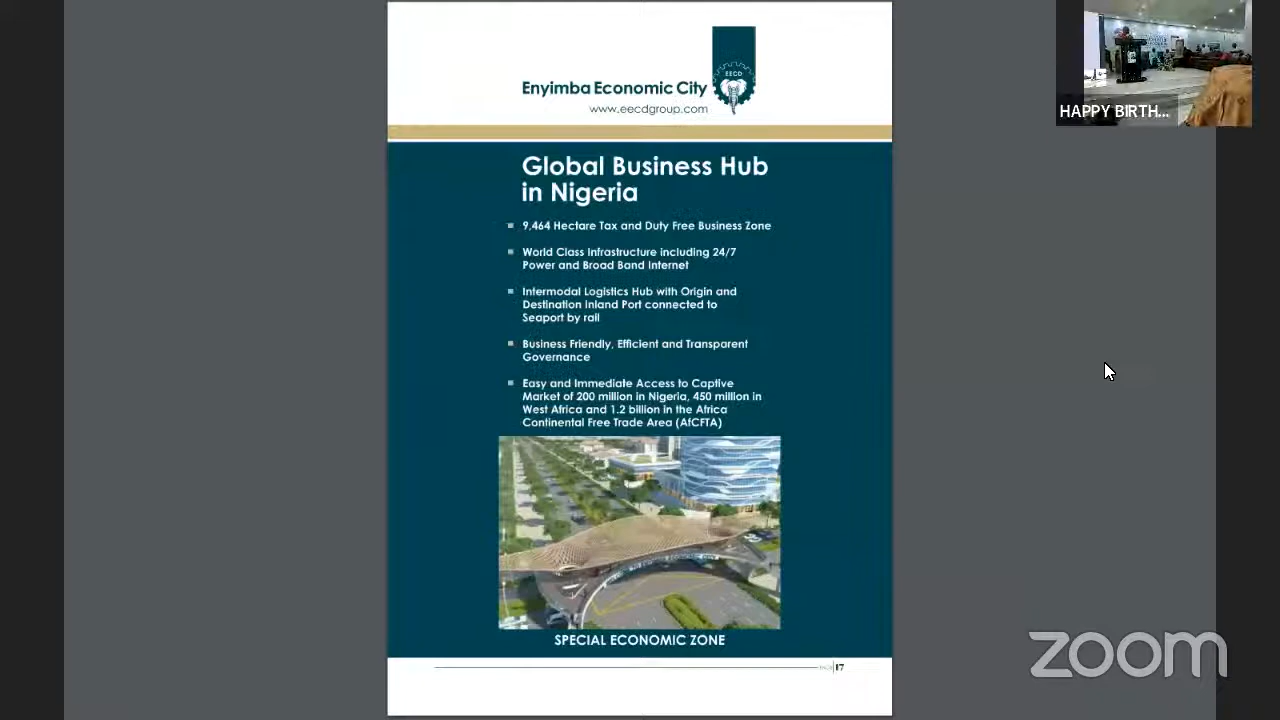 Enyimba Economic City
EECD
www.eecdgroup.com
HAPPY BIRTH...
Global Business Hub
in Nigeria
9,464 Hectare Tax and Duty Free Business Zone
World Class Infrastructure including 24/7
Power and Broad Band Internet
Intermodal Logistics Hub with Origin and
Destination Inland Port connected to
Seaport by rail
Business Friendly, Efficient and Transparent
Governance
Easy and Immediate Access to Captive
Market of 200 million in Nigeria, 450 million in
West Africa and 1.2 billion in the Africa
Continental Free Trade Area (AfCFTA)
TO ENYIMBA ECONOMIC CITY
SPECIAL ECONOMIC ZONE
17
zoom